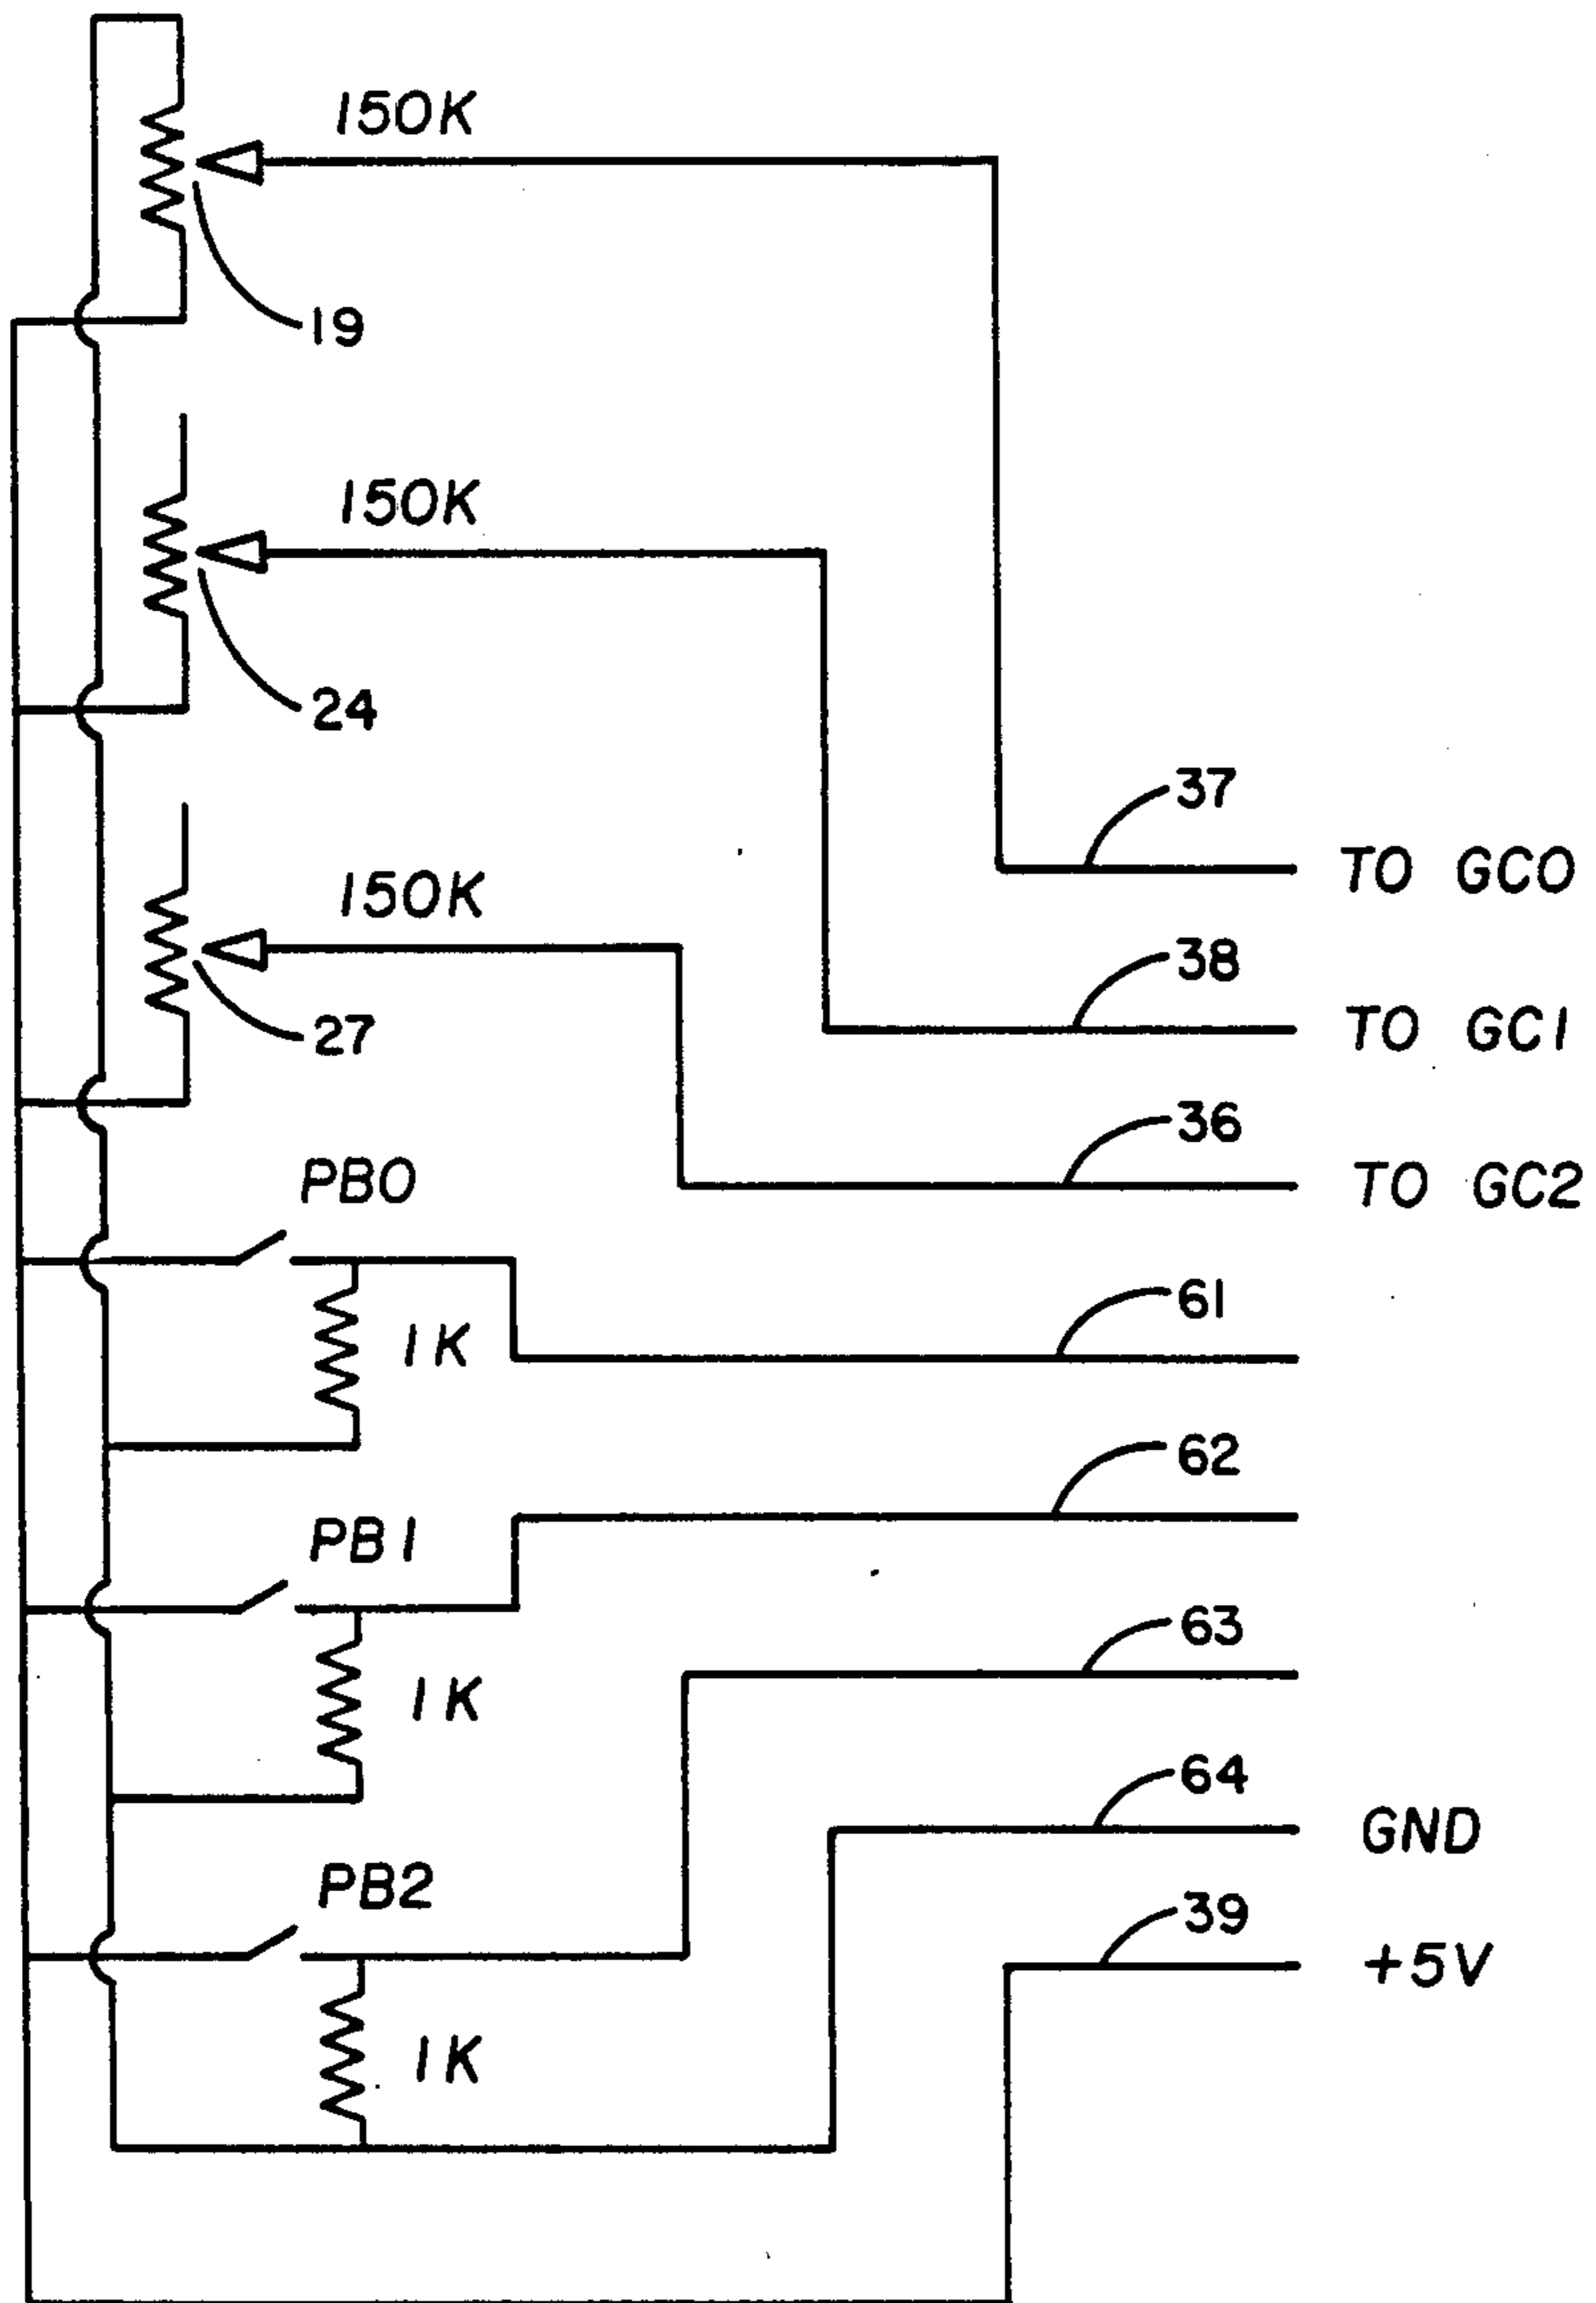 150K
19
150K
24
37
TO GC0
150K
38
27
TO GC1
36
PB0
TO GC2
61
1K
62
PB1
63
1K
64
GND
PB2
39
+5V
1K